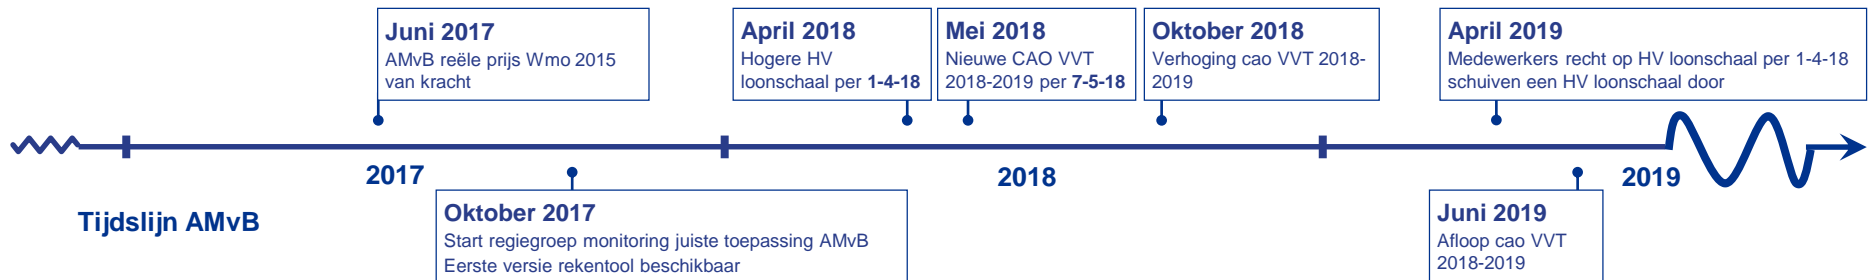 Juni 2017
AMvB reële prijs Wmo 2015
van kracht
April 2018
Hogere HV
loonschaal per 1-4-18
Mei 2018
Nieuwe CAO VVT
2018-2019 per 7-5-18
Oktober 2018
Verhoging cao VVT 2018-
2019
April 2019
Medewerkers recht op HV loonschaal per 1-4-18
schuiven een HV loonschaal door
2017
2018
2019
Tijdslijn AMvB
Oktober 2017
Start regiegroep monitoring juiste toepassing AMvB
Eerste versie rekentool beschikbaar
Juni 2019
Afloop cao VVT
2018-2019